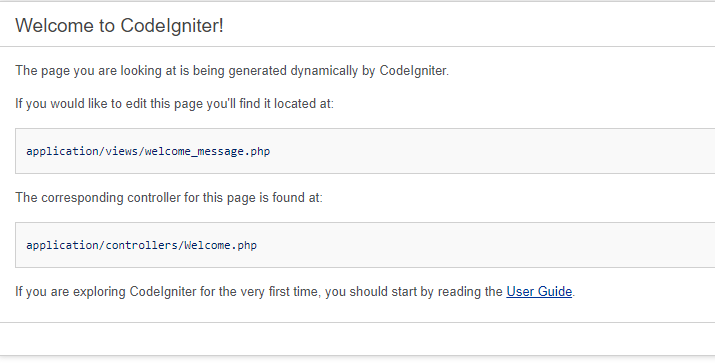 Welcome to CodeIgniter!
The page you are looking at is being generated dynamically by CodeIgniter.
If you would like to edit this page you'll find it located at:
application/views/welcome_message.php
The corresponding controller for this page is found at:
application/controllers/Welcome.php
If you are exploring CodeIgniter for the very first time, you should start by reading the User Guide.